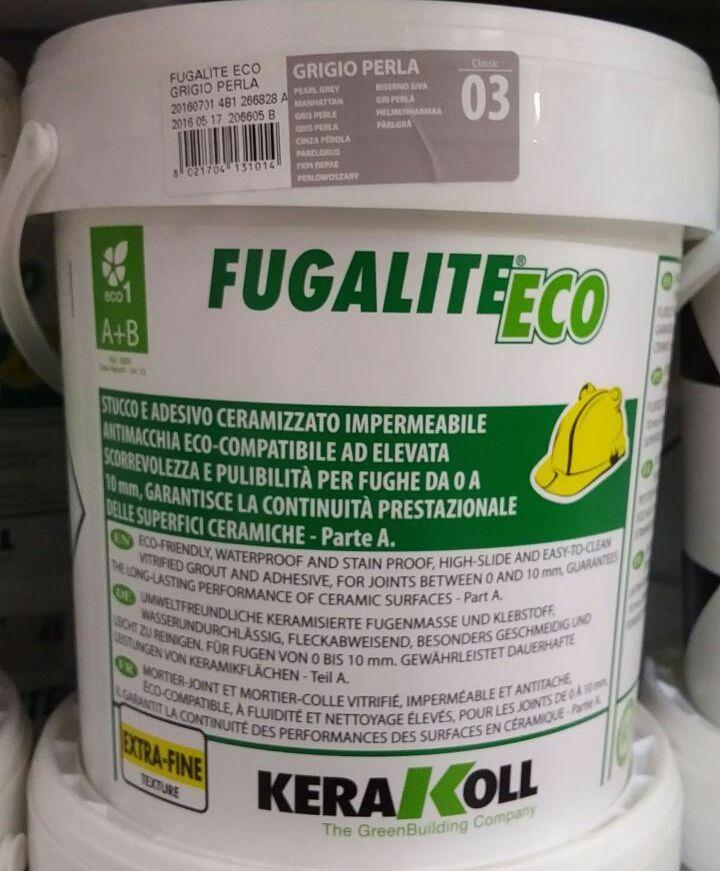 FUGALITE ECO
GRIGIO PERLA
20160701 4B1 266828 A
2016 05 17 206605 B
8 021704 131014
GRIGIO PERLA
Classic
03
PEARL GREY
MANHATTAN
GRIS PERLE
GRIS PERLA
CINZA PÉROLA
PARELGRIJS
ΓΚΡΙ ΠΕΡΛΕ
PERŁOWOSZARY
BISERNO SIVA
GRI PERLĂ
HELMENHARMAA
PÄRLGRÅ
eco 1
A+B
FUGALITE® ECO
STUCCO E ADESIVO CERAMIZZATO IMPERMEABILE
ANTIMACCHIA ECO-COMPATIBILE AD ELEVATA
SCORREVOLEZZA E PULIBILITÀ PER FUGHE DA 0 A
10 mm, GARANTISCE LA CONTINUITÀ PRESTAZIONALE
DELLE SUPERFICI CERAMICHE - Parte A.
EN ECO-FRIENDLY, WATERPROOF AND STAIN PROOF, HIGH-SLIDE AND EASY-TO-CLEAN
VITRIFIED GROUT AND ADHESIVE, FOR JOINTS BETWEEN 0 AND 10 mm, GUARANTEES
THE LONG-LASTING PERFORMANCE OF CERAMIC SURFACES - Part A.
DE UMWELTFREUNDLICHE KERAMISIERTE FUGENMASSE UND KLEBSTOFF,
WASSERUNDURCHLÄSSIG, FLECKABWEISEND, BESONDERS GESCHMEIDIG UND
LEICHT ZU REINIGEN. FÜR FUGEN VON 0 BIS 10 mm. GEWÄHRLEISTET DAUERHAFTE
LEISTUNGEN VON KERAMIKFLÄCHEN - Teil A.
FR MORTIER-JOINT ET MORTIER-COLLE VITRIFIÉ, IMPERMÉABLE ET ANTITACHE,
ÉCO-COMPATIBLE, À FLUIDITÉ ET NETTOYAGE ÉLEVÉS, POUR LES JOINTS DE 0 À 10 mm,
IL GARANTIT LA CONTINUITÉ DES PERFORMANCES DES SURFACES EN CÉRAMIQUE - Partie A.
EXTRA-FINE
TEXTURE
KERAKOLL
The GreenBuilding Company